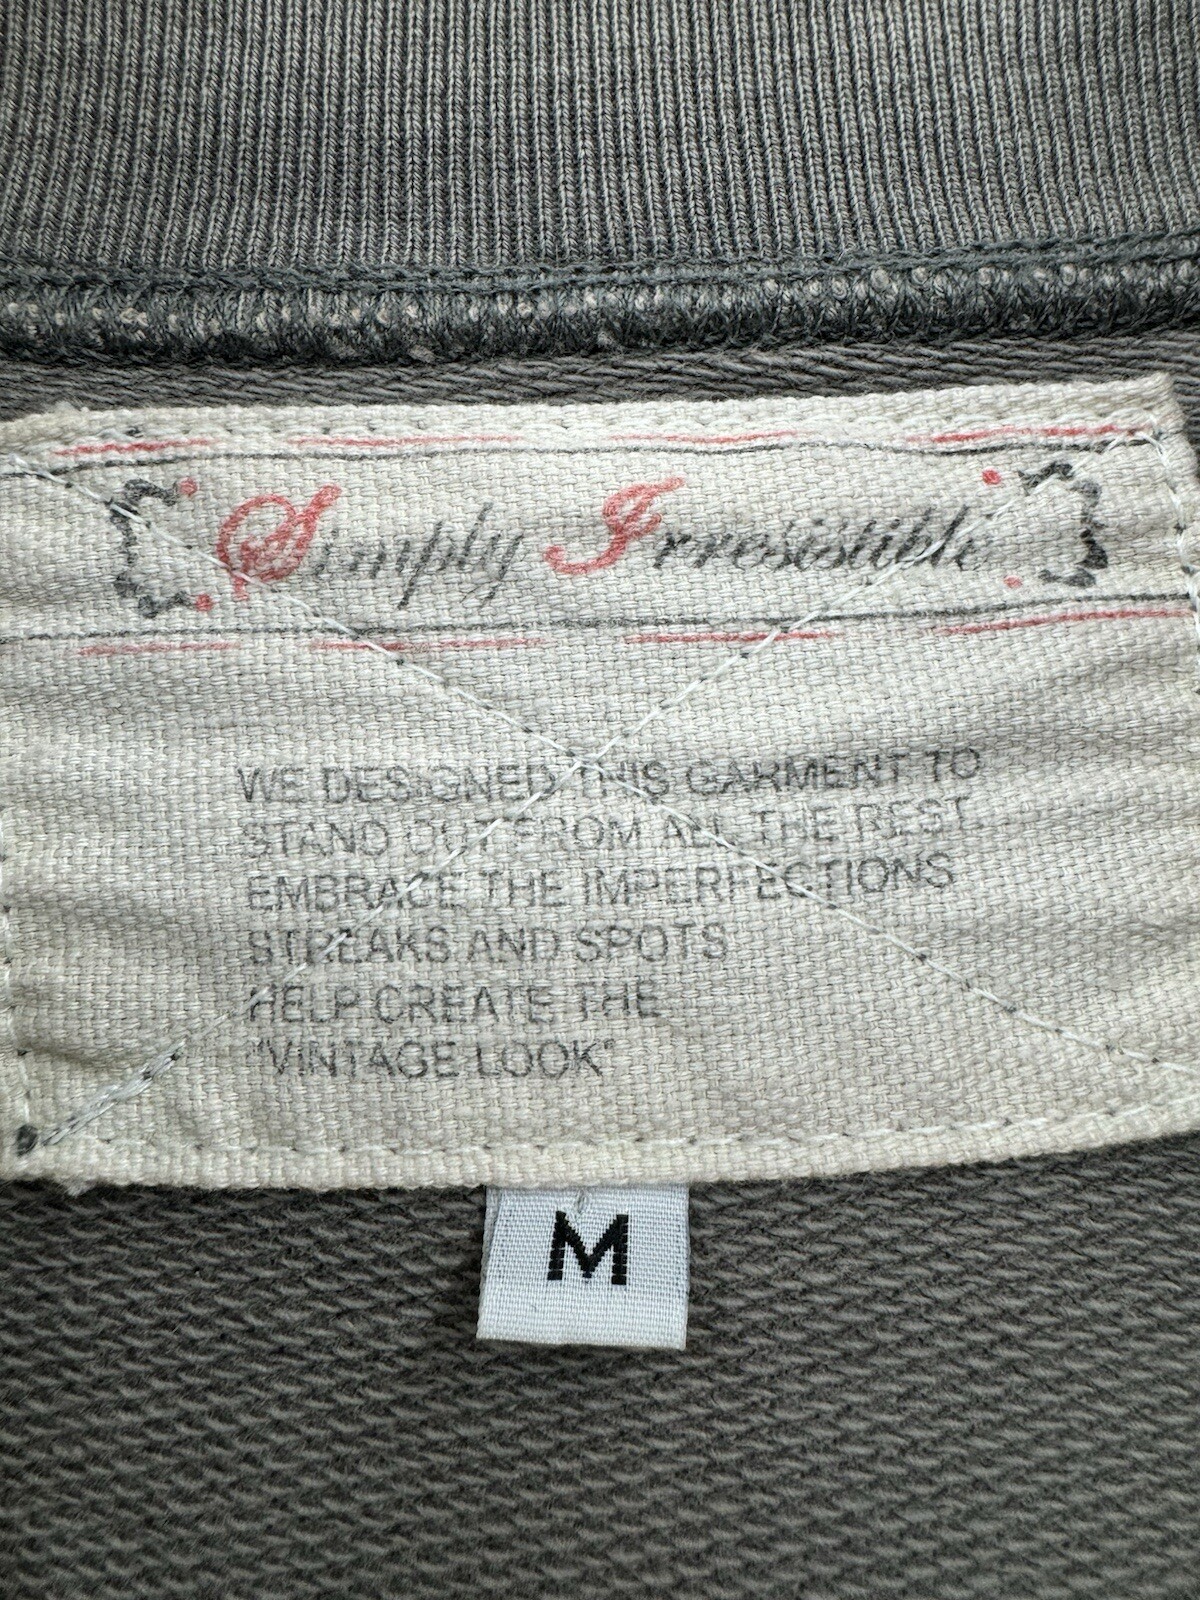 Simply Irresistible
WE DESIGNED THIS GARMENT TO
STAND OUT FROM ALL THE REST.
EMBRACE THE IMPERFECTIONS
STREAKS AND SPOTS
HELP CREATE THE
"VINTAGE LOOK"
M